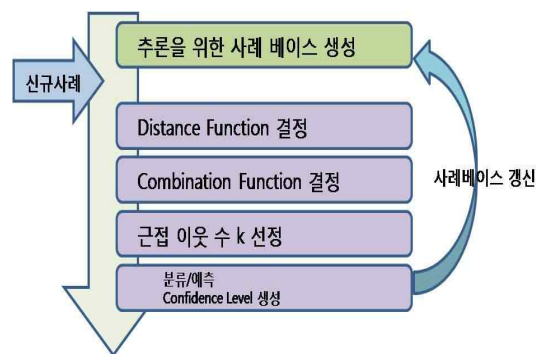 추론을 위한 사례 베이스 생성
신규사례
Distance Function 결정
Combination Function 결정
사례베이스 갱신
근접 이웃 수 k 선정
분류/예측
Confidence Level 생성